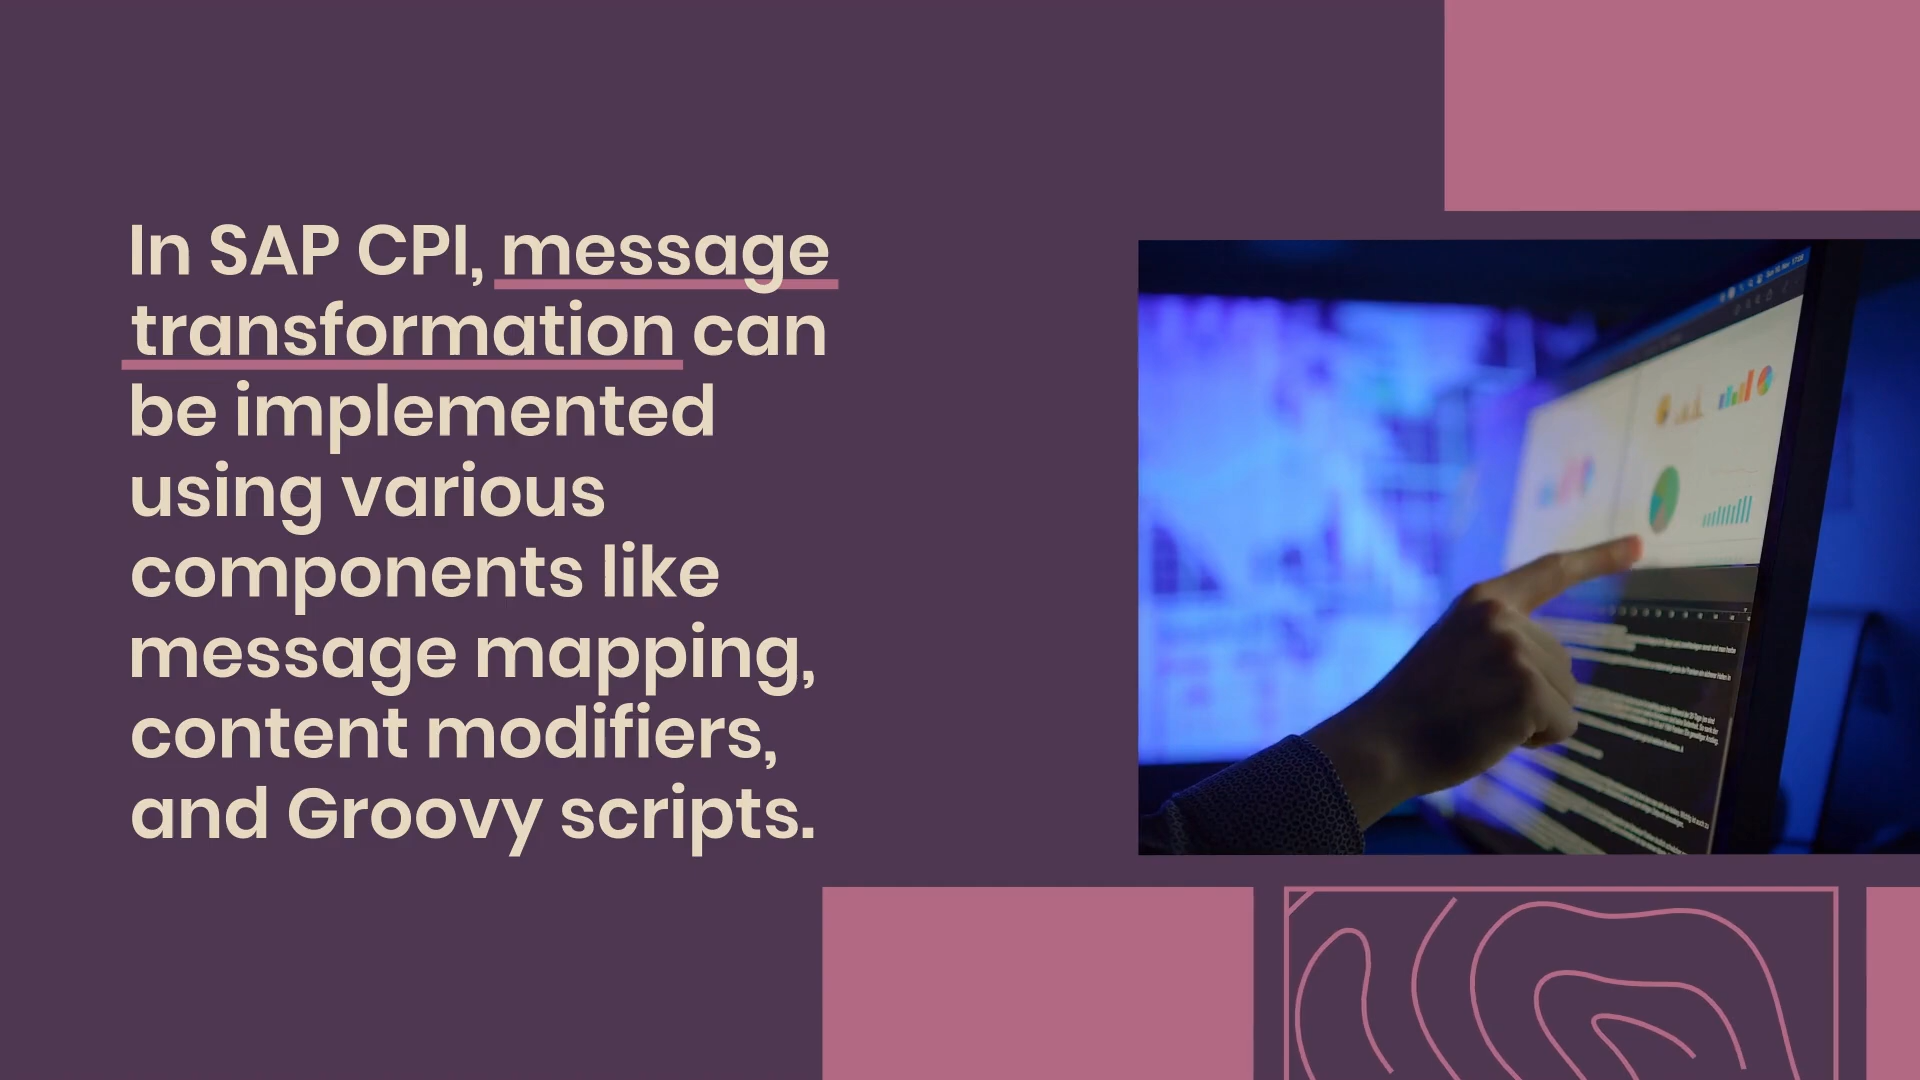 In SAP CPI, message
transformation can
be implemented
using various
components like
message mapping,
content modifiers,
and Groovy scripts.